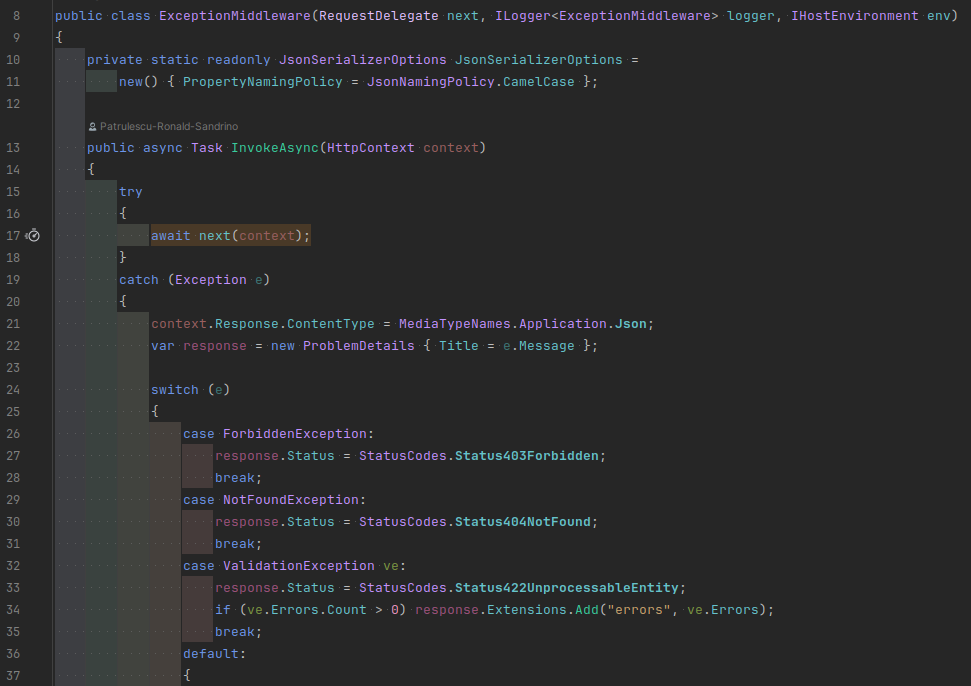 8 public class ExceptionMiddleware(RequestDelegate next, ILogger<ExceptionMiddleware> logger, IHostEnvironment env)
9 {
10 private static readonly JsonSerializerOptions JsonSerializerOptions =
11 new() { PropertyNamingPolicy = JsonNamingPolicy.CamelCase };
12
Patrulescu-Ronald-Sandrino
13 public async Task InvokeAsync(HttpContext context)
14 {
15 try
16 {
17 await next(context);
18 }
19 catch (Exception e)
20 {
21 context.Response.ContentType = MediaTypeNames.Application.Json;
22 var response = new ProblemDetails { Title = e.Message };
23
24 switch (e)
25 {
26 case ForbiddenException:
27 response.Status = StatusCodes.Status403Forbidden;
28 break;
29 case NotFoundException:
30 response.Status = StatusCodes.Status404NotFound;
31 break;
32 case ValidationException ve:
33 response.Status = StatusCodes.Status422UnprocessableEntity;
34 if (ve.Errors.Count > 0) response.Extensions.Add("errors", ve.Errors);
35 break;
36 default:
37 {